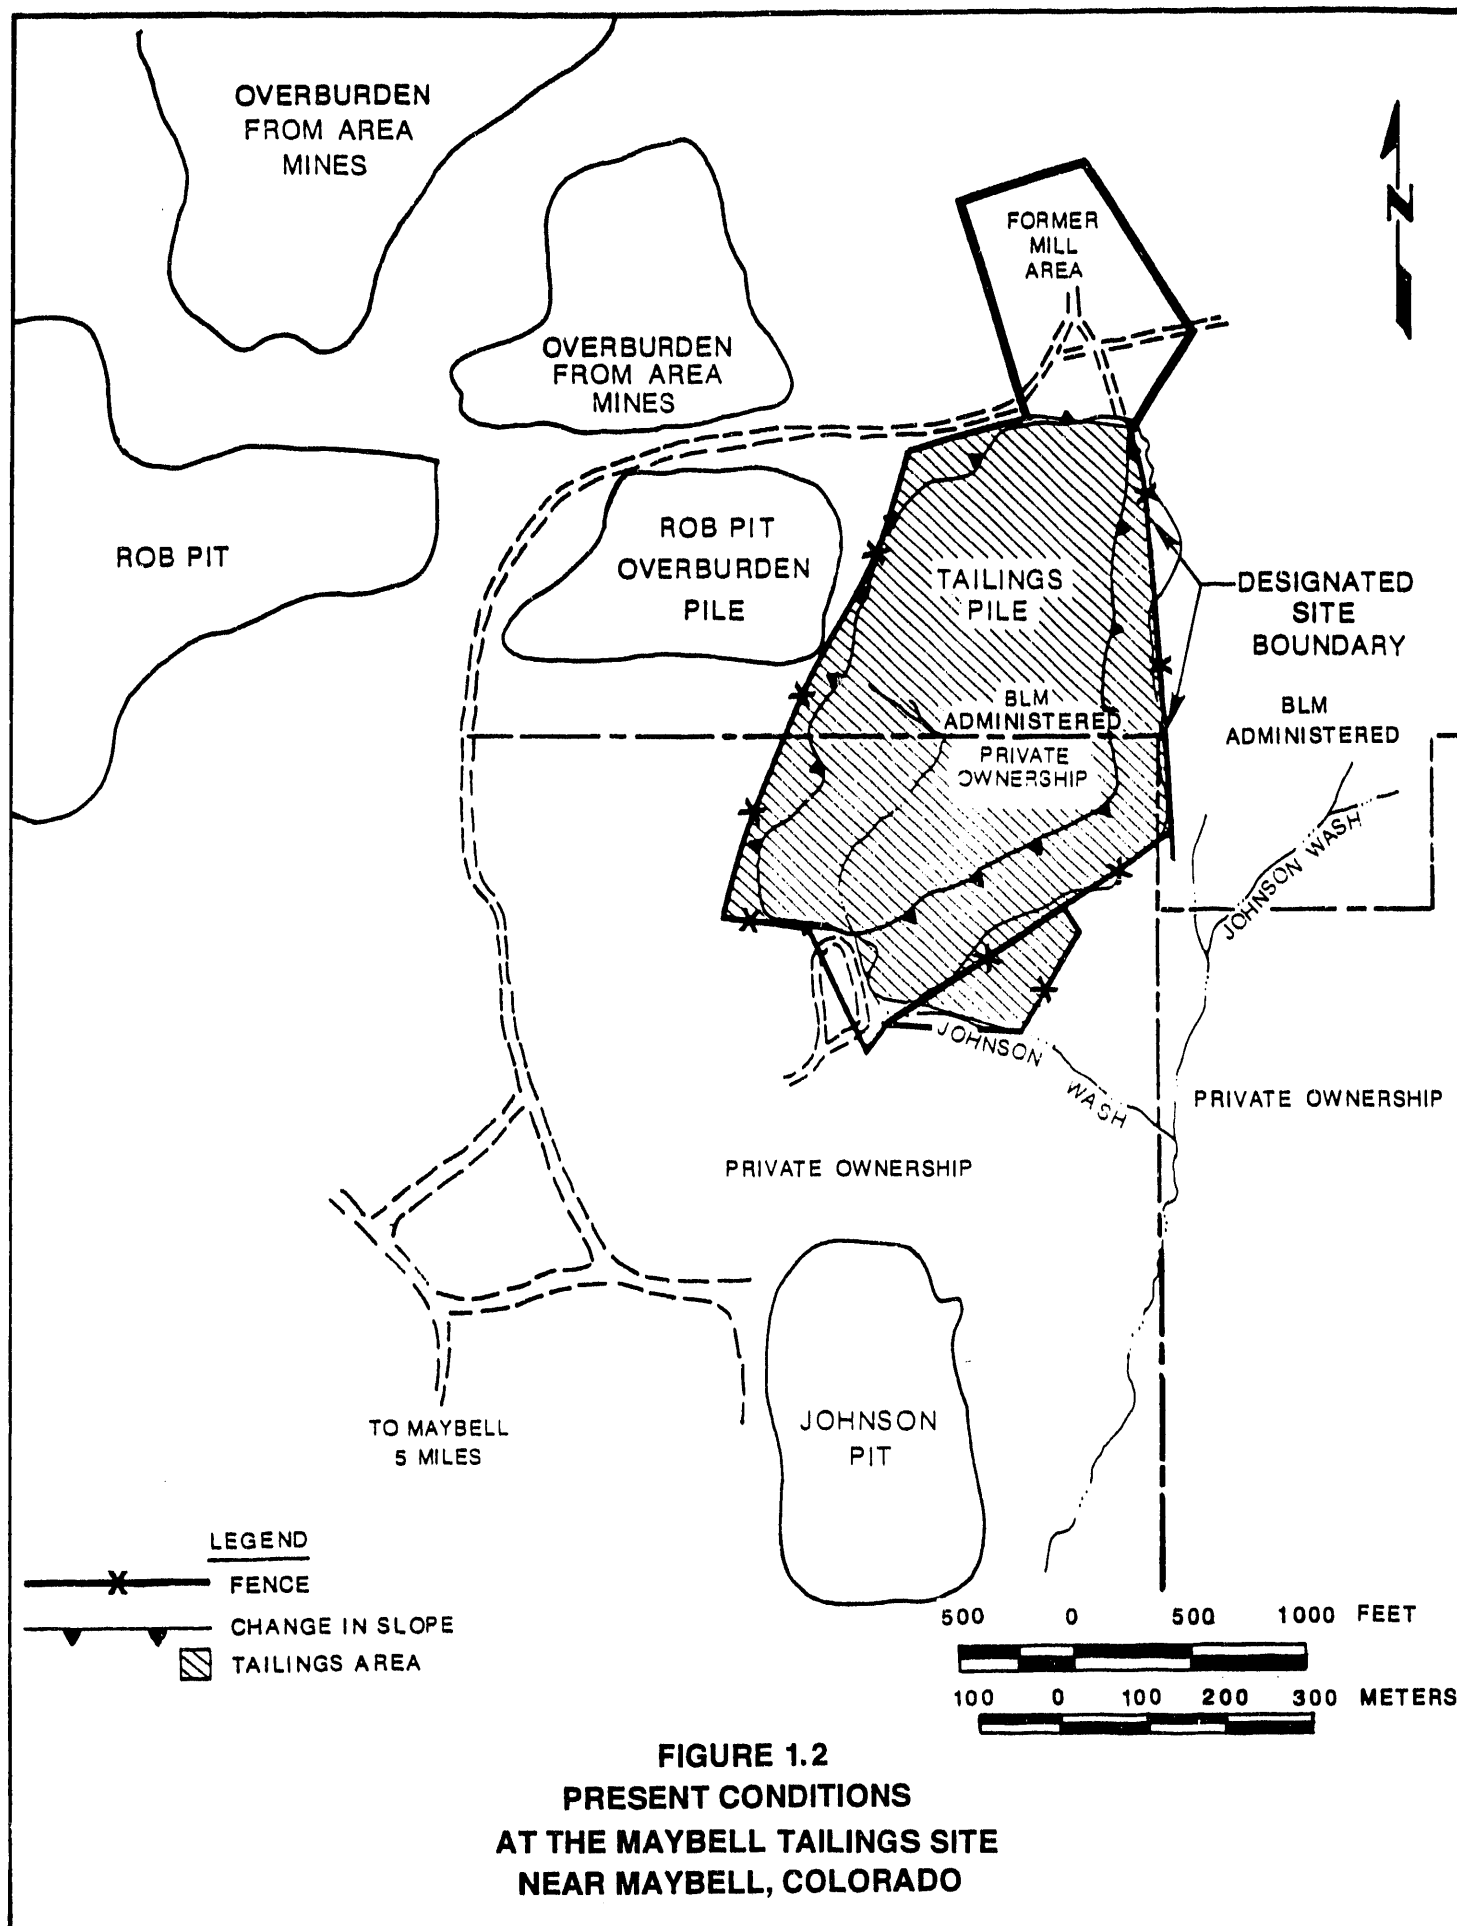 OVERBURDEN
FROM AREA
MINES
N
FORMER
MILL
AREA
OVERBURDEN
FROM AREA
MINES
ROB PIT
ROB PIT
OVERBURDEN
PILE
TAILINGS
PILE
DESIGNATED
SITE
BOUNDARY
BLM
ADMINISTERED
PRIVATE
OWNERSHIP
BLM
ADMINISTERED
JOHNSON WASH
JOHNSON
WASH
PRIVATE OWNERSHIP
PRIVATE OWNERSHIP
TO MAYBELL
5 MILES
JOHNSON
PIT
LEGEND
FENCE
CHANGE IN SLOPE
TAILINGS AREA
500 0 500 1000 FEET
100 0 100 200 300 METERS
FIGURE 1.2
PRESENT CONDITIONS
AT THE MAYBELL TAILINGS SITE
NEAR MAYBELL, COLORADO